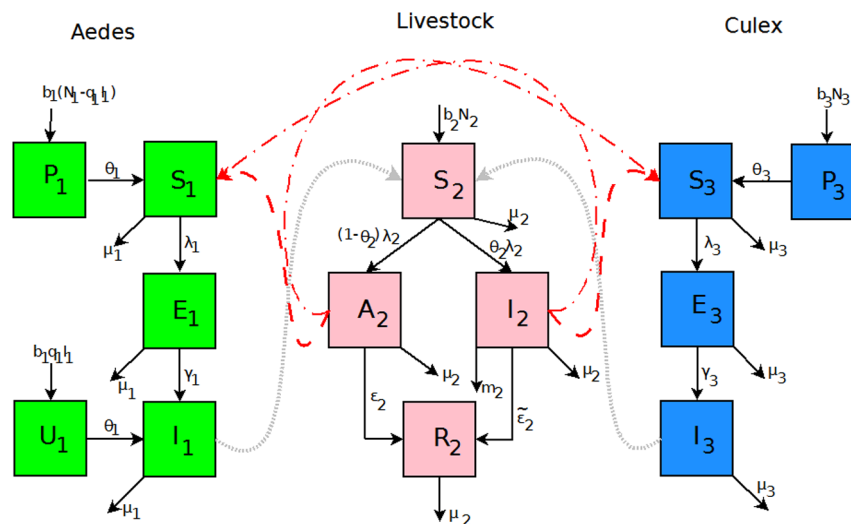 Aedes
Livestock
Culex
b₁(N₁-q₁I₁)
b₂N₂
b₃N₃
P₁
θ₁
S₁
S₂
S₃
θ₃
P₃
μ₁
λ₁
(1-θ₂)λ₂
θ₂λ₂
μ₂
λ₃
μ₃
E₁
A₂
I₂
E₃
b₁q₁I₁
μ₁
γ₁
ε₂
μ₂
m₂
ε̃₂
μ₂
γ₃
μ₃
U₁
θ₁
I₁
R₂
I₃
μ₁
μ₂
μ₃